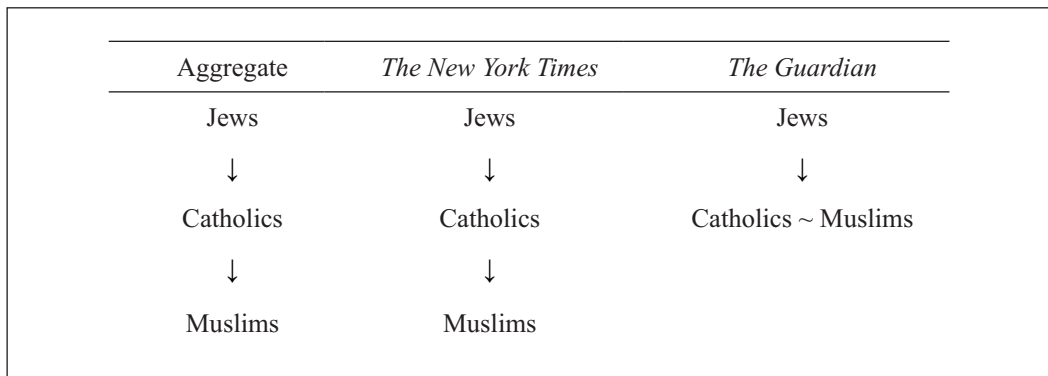 Aggregate The New York Times The Guardian
Jews Jews Jews
↓ ↓ ↓
Catholics Catholics Catholics ~ Muslims
↓ ↓
Muslims Muslims